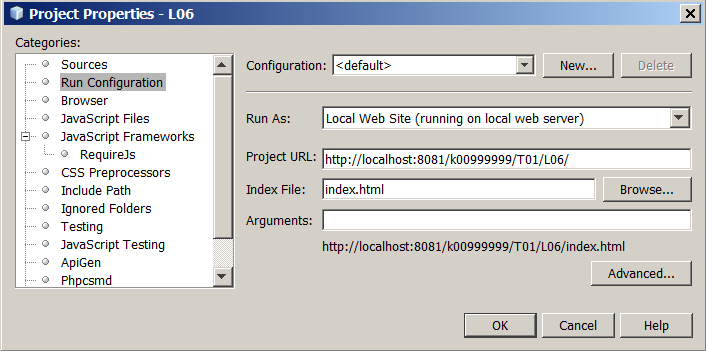 Project Properties - L06
Categories:
Sources
Run Configuration
Browser
JavaScript Files
JavaScript Frameworks
RequireJs
CSS Preprocessors
Include Path
Ignored Folders
Testing
JavaScript Testing
ApiGen
Phpcsmd
Configuration: <default> New... Delete
Run As: Local Web Site (running on local web server)
Project URL: http://localhost:8081/k00999999/T01/L06/
Index File: index.html Browse...
Arguments:
http://localhost:8081/k00999999/T01/L06/index.html
Advanced...
OK Cancel Help